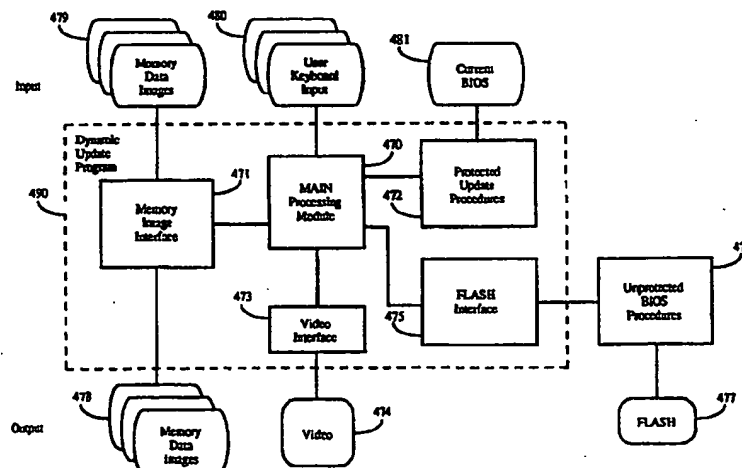 479
480
481
Memory
Data
Images
User
Keyboard
Input
Current
BIOS
Input
Dynamic
Update
Program
471
470
MAIN
Processing
Module
Protected
Update
Procedures
472
490
Memory
Image
Interface
473
Video
Interface
FLASH
Interface
475
Unprotected
BIOS
Procedures
478
Output
Memory
Data
Images
Video
474
FLASH
477